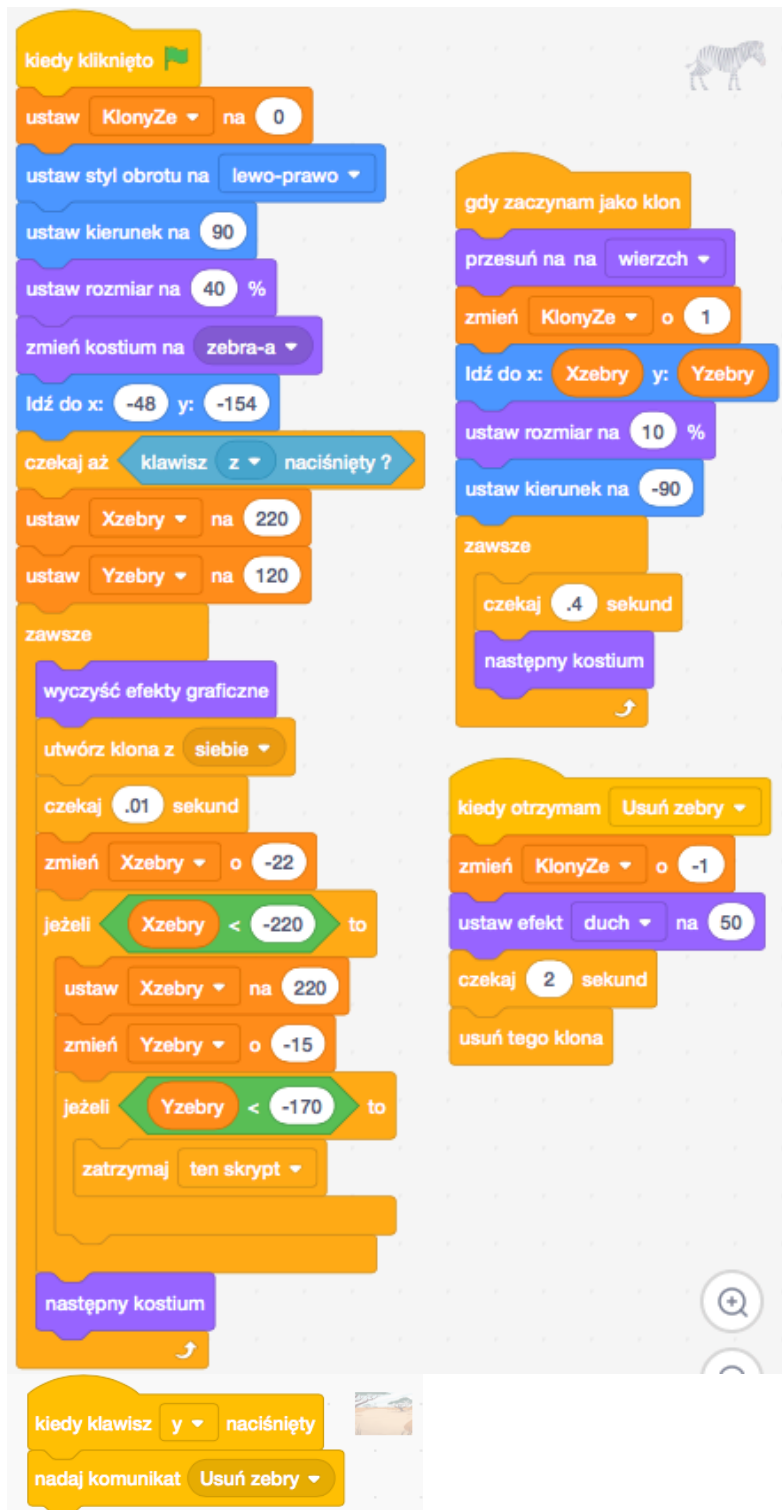 kiedy kliknięto
ustaw KlonyZe na 0
ustaw styl obrotu na lewo-prawo
ustaw kierunek na 90
ustaw rozmiar na 40 %
zmień kostium na zebra-a
Idź do x: -48 y: -154
czekaj aż klawisz z naciśnięty ?
ustaw Xzebry na 220
ustaw Yzebry na 120
zawsze
wyczyść efekty graficzne
utwórz klona z siebie
czekaj .01 sekund
zmień Xzebry o -22
jeżeli Xzebry < -220 to
ustaw Xzebry na 220
zmień Yzebry o -15
jeżeli Yzebry < -170 to
zatrzymaj ten skrypt
następny kostium
gdy zaczynam jako klon
przesuń na na wierzch
zmień KlonyZe o 1
Idź do x: Xzebry y: Yzebry
ustaw rozmiar na 10 %
ustaw kierunek na -90
zawsze
czekaj .4 sekund
następny kostium
kiedy otrzymam Usuń zebry
zmień KlonyZe o -1
ustaw efekt duch na 50
czekaj 2 sekund
usuń tego klona
kiedy klawisz y naciśnięty
nadaj komunikat Usuń zebry